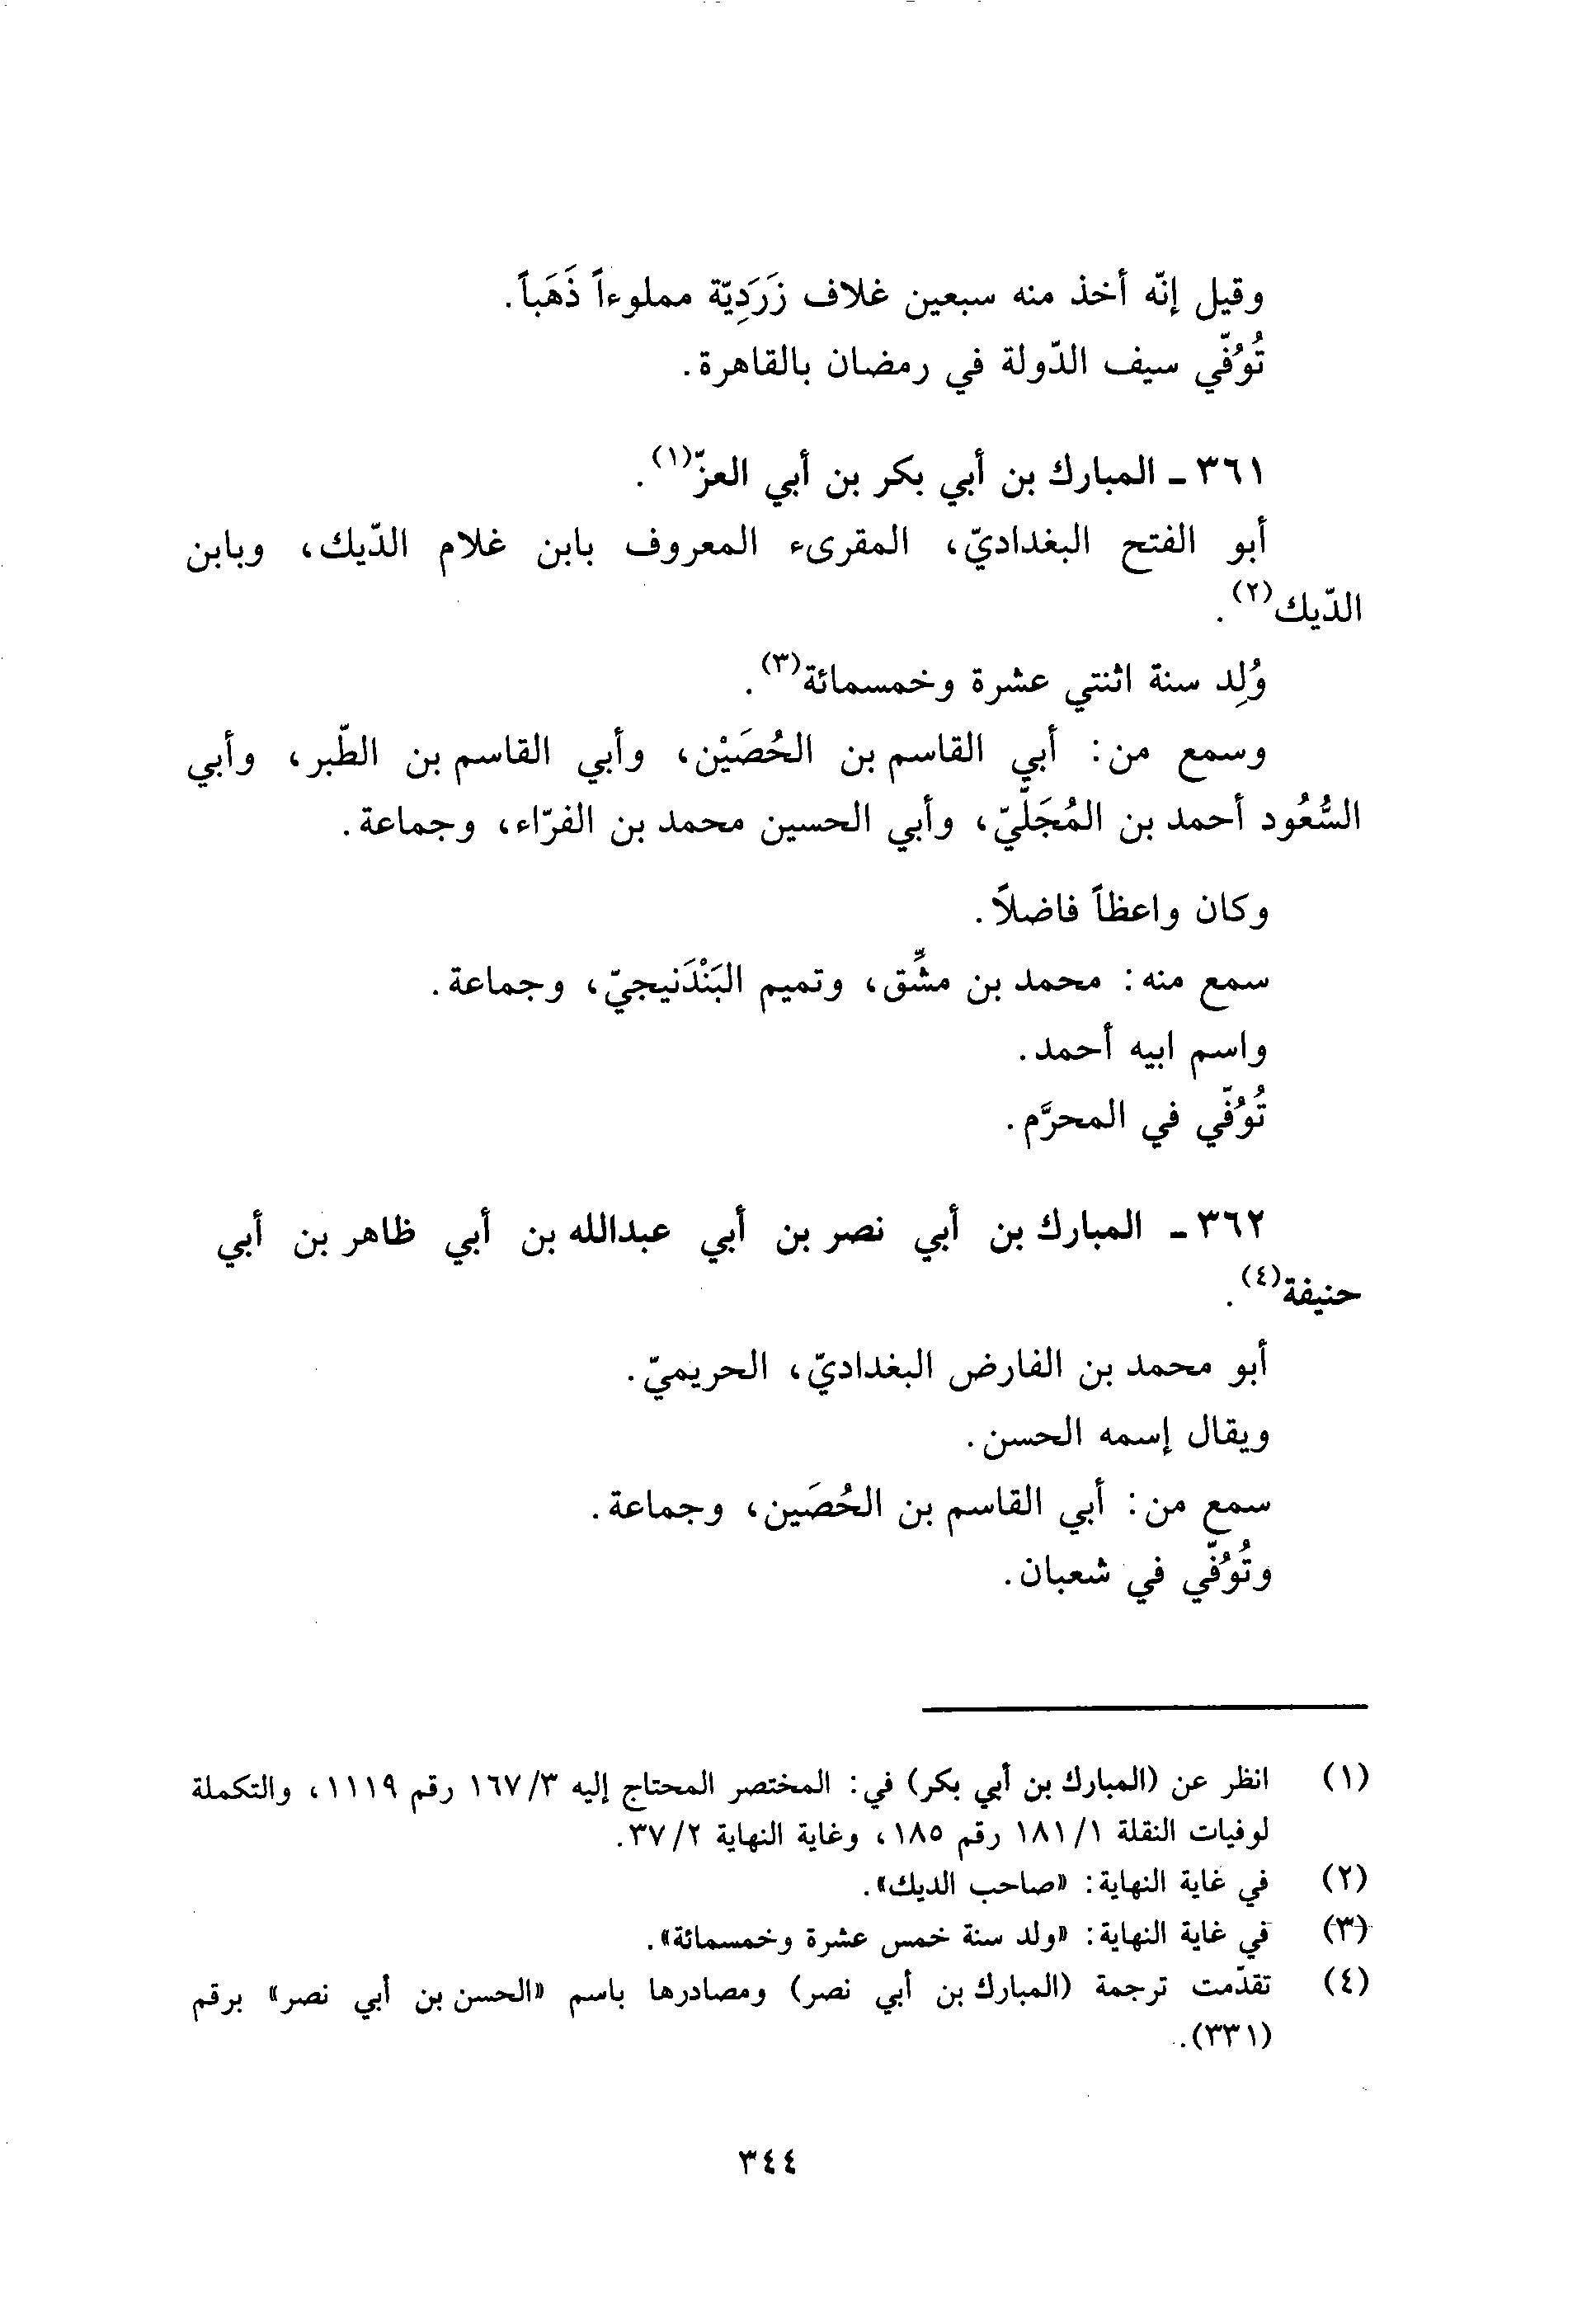 وقيل إنّه أخذ منه سبعين غلاف زَرَدِيّة مملوءاً ذَهَباً.
تُوُفّي سيف الدّولة في رمضان بالقاهرة.
٣٦١ - المبارك بن أبي بكر بن أبي العزّ(١).
أبو الفتح البغداديّ، المقرىء المعروف بابن غلام الدّيك، وبابن
الدّيك(٢).
وُلِد سنة اثنتي عشرة وخمسمائة(٣).
وسمع من: أبي القاسم بن الحُصَيْن، وأبي القاسم بن الطّبر، وأبي
السُّعُود أحمد بن المُجَلّيّ، وأبي الحسين محمد بن الفرّاء، وجماعة.
وكان واعظاً فاضلاً.
سمع منه: محمد بن مشِّق، وتميم البَنْدَنيجيّ، وجماعة.
واسم ابيه أحمد.
تُوُفّي في المحرَّم.
٣٦٢ - المبارك بن أبي نصر بن أبي عبدالله بن أبي ظاهر بن أبي
حنيفة(٤).
أبو محمد بن الفارض البغداديّ، الحريميّ.
ويقال إسمه الحسن.
سمع من: أبي القاسم بن الحُصَين، وجماعة.
وتُوُفّي في شعبان.
(١) انظر عن (المبارك بن أبي بكر) في: المختصر المحتاج إليه ١٦٧/٣ رقم ١١١٩، والتكملة
لوفيات النقلة ١٨١/١ رقم ١٨٥، وغاية النهاية ٣٧/٢.
(٢) في غاية النهاية: «صاحب الديك».
(٣) في غاية النهاية: «ولد سنة خمس عشرة وخمسمائة».
(٤) تقدّمت ترجمة (المبارك بن أبي نصر) ومصادرها باسم «الحسن بن أبي نصر» برقم
(٣٣١).
٣٤٤